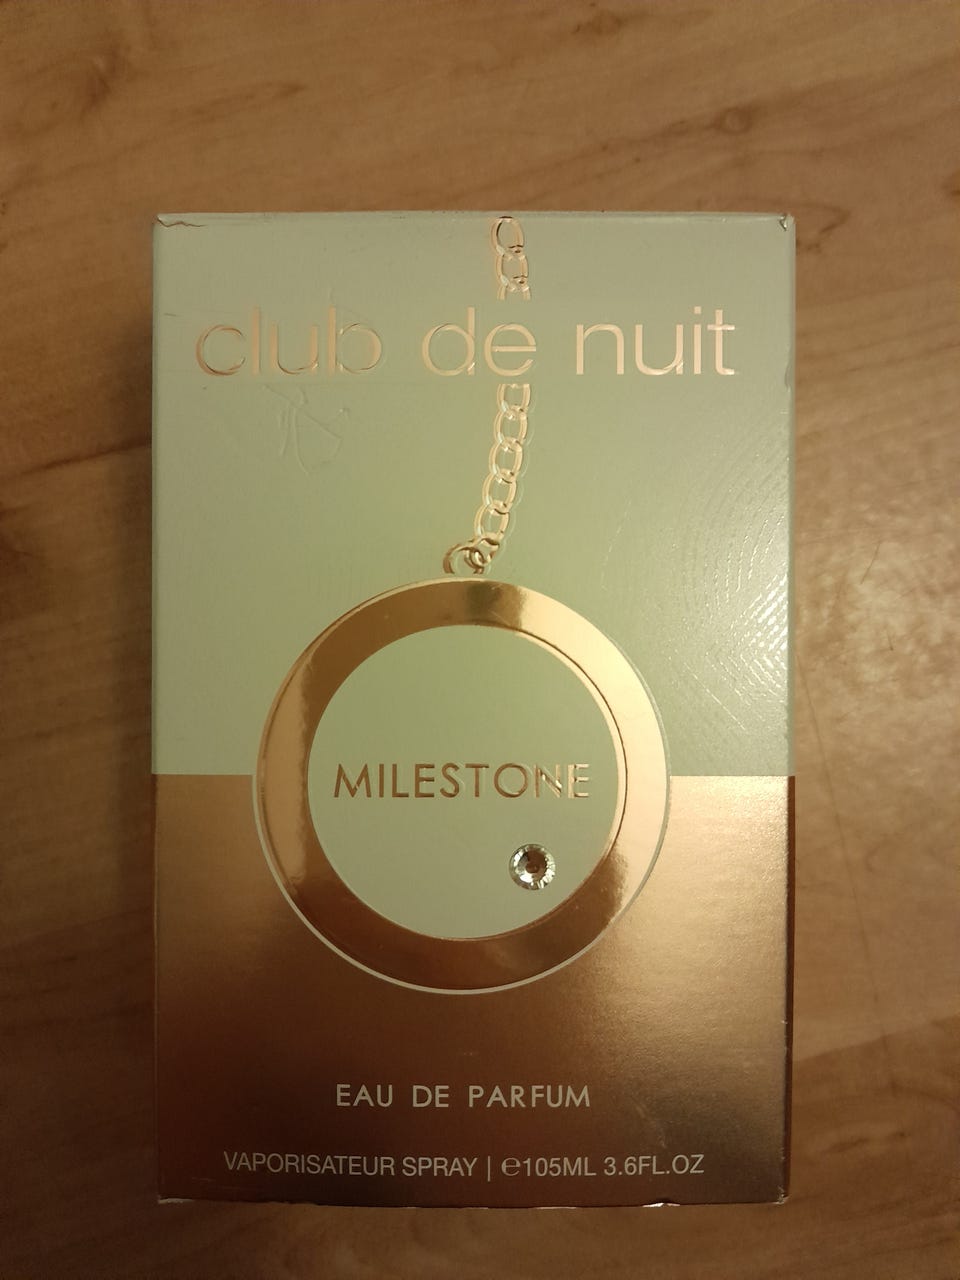 club de nuit
MILESTONE
EAU DE PARFUM
VAPORISATEUR SPRAY | ℮105ML 3.6FL.OZ